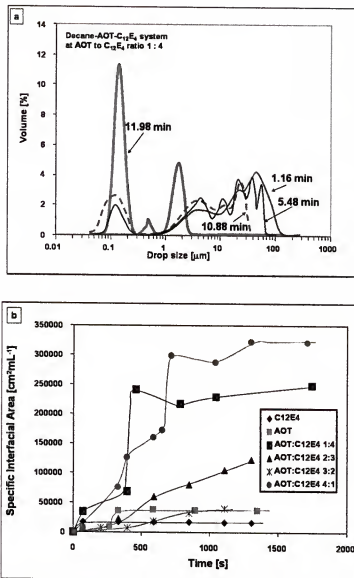 a
Decane-AOT-C12E4 system
at AOT to C12E4 ratio 1 : 4
14
12
10
8
6
4
2
0
Volume [%]
11.98 min
1.16 min
5.48 min
10.88 min
0.01
0.1
1
10
100
1000
Drop size [µm]
b
350000
300000
250000
200000
150000
100000
50000
0
Specific Interfacial Area [cm²mL⁻¹]
C12E4
AOT
AOT:C12E4 1:4
AOT:C12E4 2:3
AOT:C12E4 3:2
AOT:C12E4 4:1
0
500
1000
1500
2000
Time [s]